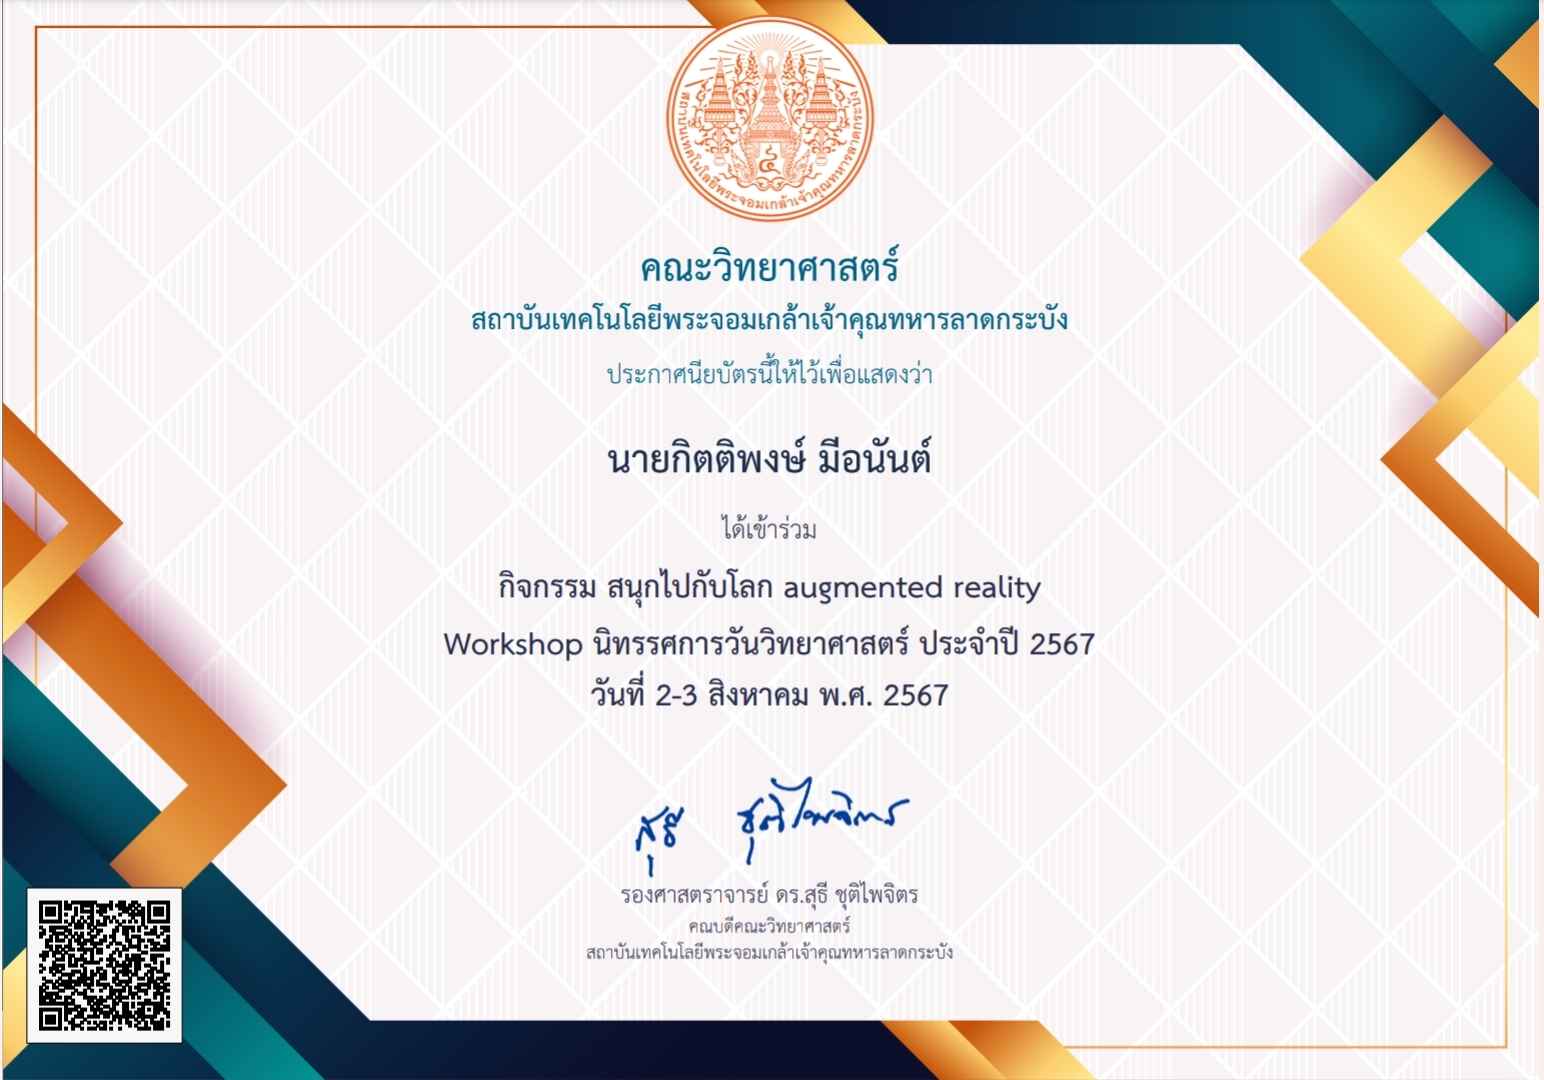 สถาบันเทคโนโลยีพระจอมเกล้าเจ้าคุณทหารลาดกระบัง
คณะวิทยาศาสตร์
สถาบันเทคโนโลยีพระจอมเกล้าเจ้าคุณทหารลาดกระบัง
ประกาศนียบัตรนี้ให้ไว้เพื่อแสดงว่า
นายกิตติพงษ์ มีอนันต์
ได้เข้าร่วม
กิจกรรม สนุกไปกับโลก augmented reality
Workshop นิทรรศการวันวิทยาศาสตร์ ประจำปี 2567
วันที่ 2-3 สิงหาคม พ.ศ. 2567
สุธี ชุติไพจิตร
รองศาสตราจารย์ ดร.สุธี ชุติไพจิตร
คณบดีคณะวิทยาศาสตร์
สถาบันเทคโนโลยีพระจอมเกล้าเจ้าคุณทหารลาดกระบัง